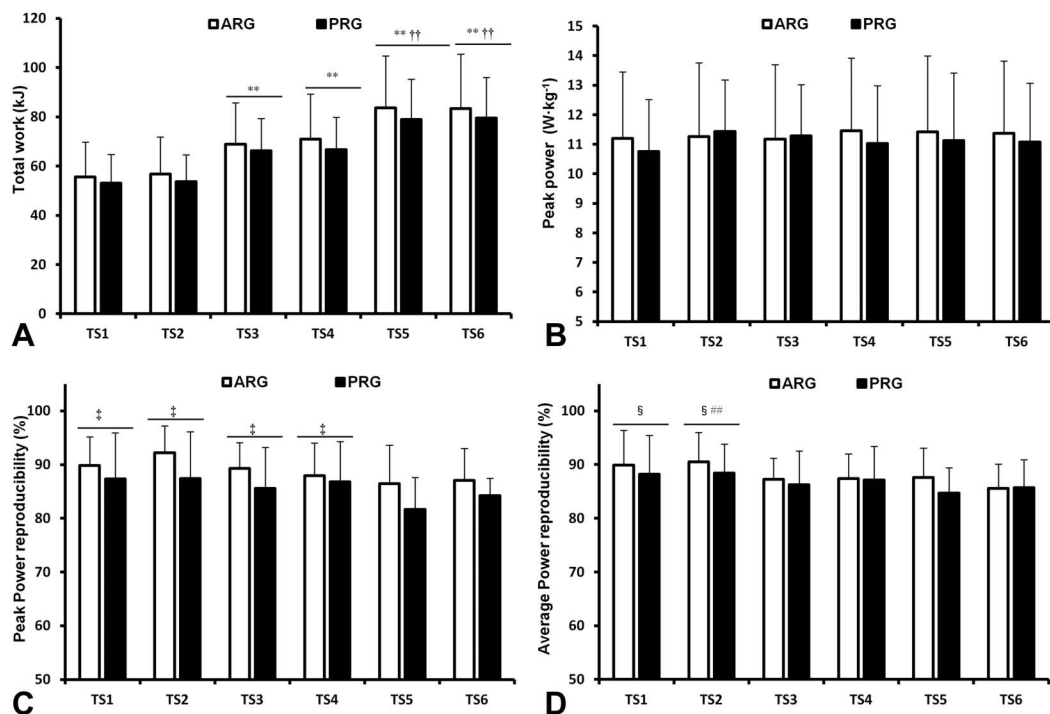 ARG PRG
Total work (kJ)
120
100
80
60
40
20
0
**
**
** ††
** ††
TS1 TS2 TS3 TS4 TS5 TS6
A
ARG PRG
Peak power (W·kg-1)
15
14
13
12
11
10
9
8
7
6
5
TS1 TS2 TS3 TS4 TS5 TS6
B
ARG PRG
Peak Power reproducibility (%)
100
90
80
70
60
50
‡ ‡ ‡ ‡
TS1 TS2 TS3 TS4 TS5 TS6
C
ARG PRG
Average Power reproducibility (%)
100
90
80
70
60
50
§ § ##
TS1 TS2 TS3 TS4 TS5 TS6
D